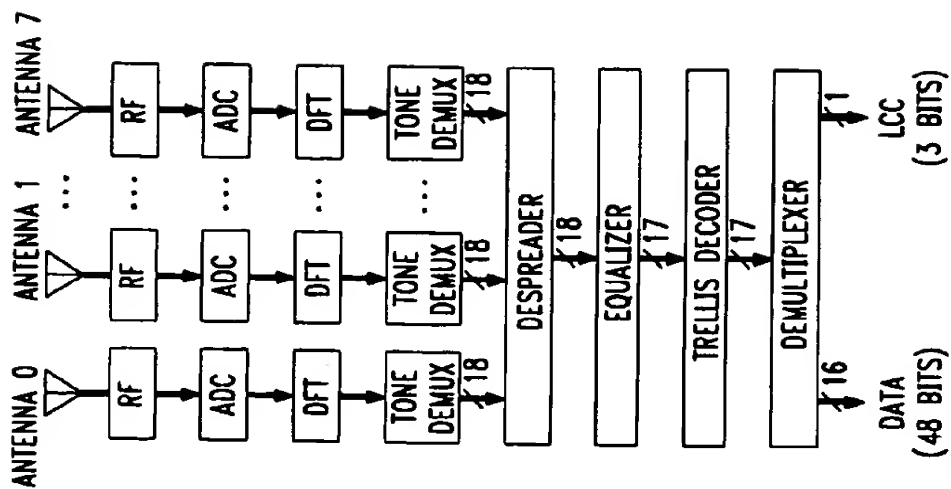 ANTENNA 0
ANTENNA 1
ANTENNA 7
...
RF
RF
...
RF
ADC
ADC
...
ADC
DFT
DFT
...
DFT
TONE
DEMUX
TONE
DEMUX
...
TONE
DEMUX
18
18
18
DESPREADER
18
EQUALIZER
17
TRELLIS DECODER
17
DEMULTIPLEXER
16
1
DATA
(48 BITS)
LCC
(3 BITS)